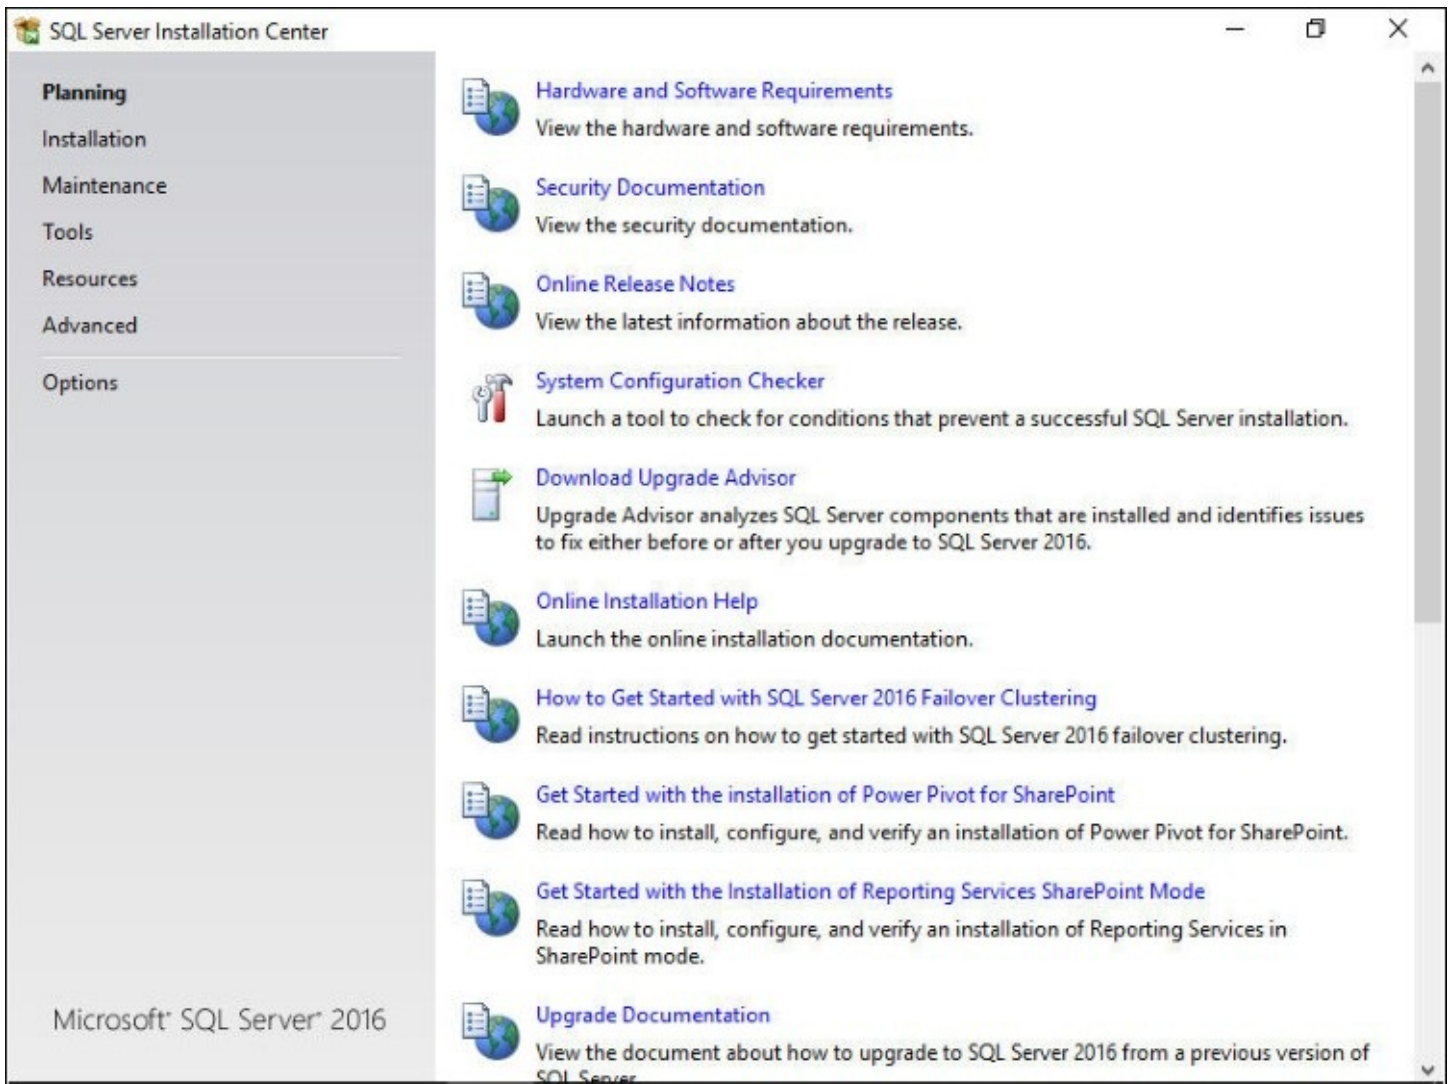 SQL Server Installation Center
Planning
Installation
Maintenance
Tools
Resources
Advanced
Options
Microsoft® SQL Server® 2016
Hardware and Software Requirements
View the hardware and software requirements.
Security Documentation
View the security documentation.
Online Release Notes
View the latest information about the release.
System Configuration Checker
Launch a tool to check for conditions that prevent a successful SQL Server installation.
Download Upgrade Advisor
Upgrade Advisor analyzes SQL Server components that are installed and identifies issues
to fix either before or after you upgrade to SQL Server 2016.
Online Installation Help
Launch the online installation documentation.
How to Get Started with SQL Server 2016 Failover Clustering
Read instructions on how to get started with SQL Server 2016 failover clustering.
Get Started with the installation of Power Pivot for SharePoint
Read how to install, configure, and verify an installation of Power Pivot for SharePoint.
Get Started with the Installation of Reporting Services SharePoint Mode
Read how to install, configure, and verify an installation of Reporting Services in
SharePoint mode.
Upgrade Documentation
View the document about how to upgrade to SQL Server 2016 from a previous version of
SQL Server.